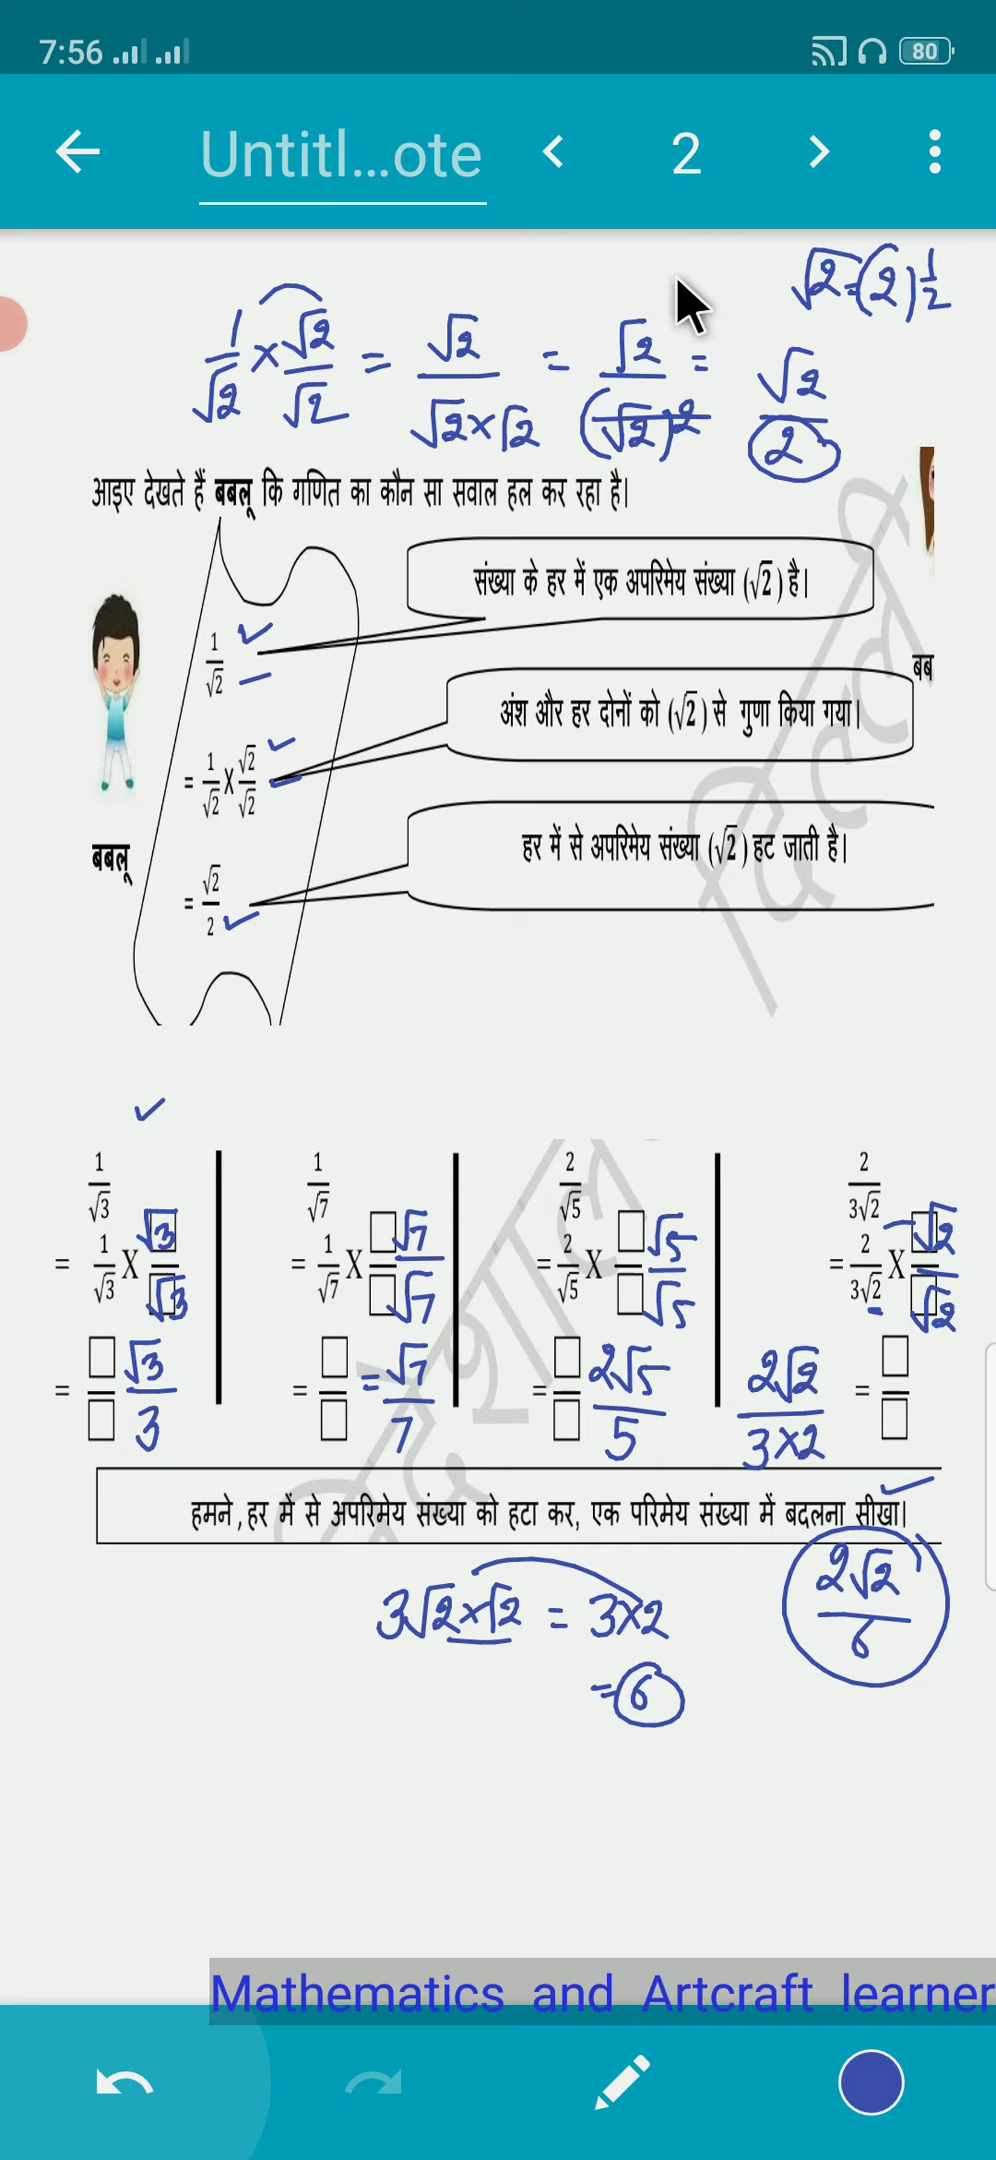 7:56
80
Untitl...ote
2
√2=(2)1/2
1/√2 × √2/√2 = √2/√2×√2 = √2/(√2)2 = √2/2
आइए देखते हैं बबलू कि गणित का कौन सा सवाल हल कर रहा है।
संख्या के हर में एक अपरिमेय संख्या (√2) है।
1/√2
बब
अंश और हर दोनों को (√2) से गुणा किया गया।
= 1/√2 X √2/√2
हर में से अपरिमेय संख्या (√2) हट जाती है।
बबलू
= √2/2
1/√3 1/√7 2/√5 2/3√2
= 1/√3 X √3/√3 = 1/√7 X √7/√7 = 2/√5 X √5/√5 = 2/3√2 X √2/√2
= √3/3 = =√7/7 = 2√5/5 2√2/3×2 =
हमने ,हर में से अपरिमेय संख्या को हटा कर, एक परिमेय संख्या में बदलना सीखा।
3√2×√2 = 3×2
2√2/6
=6
Mathematics and Artcraft learner